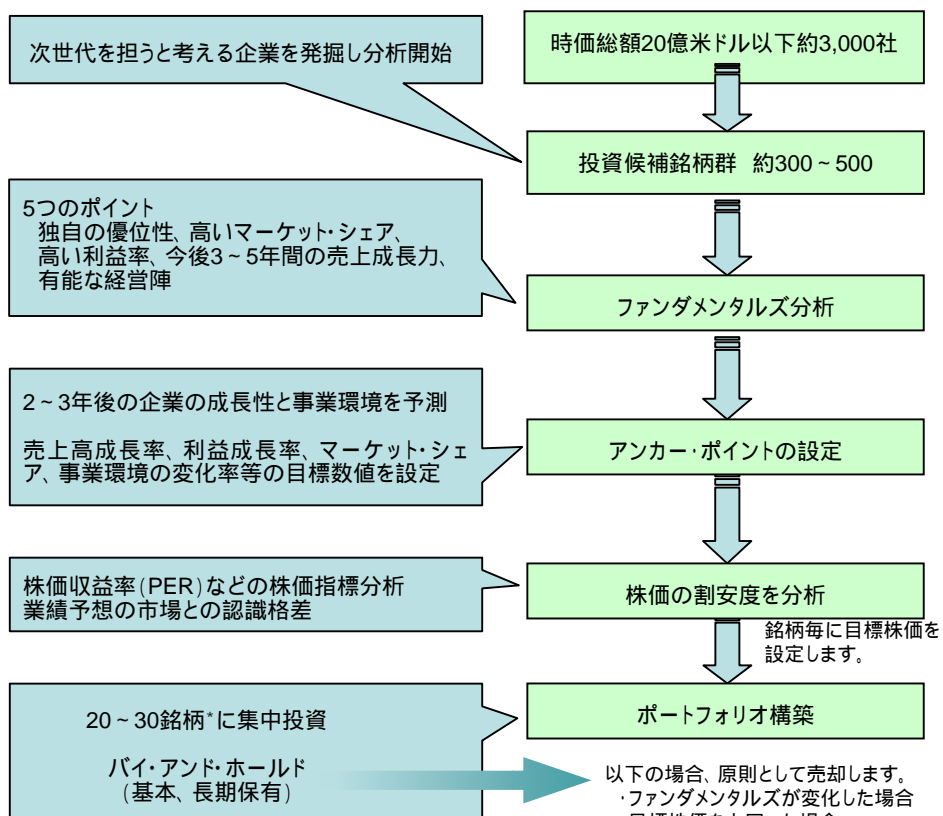 次世代を担うと考える企業を発掘し分析開始
時価総額20億米ドル以下約3,000社
投資候補銘柄群 約300~500
5つのポイント
独自の優位性、高いマーケット・シェア、
高い利益率、今後3~5年間の売上成長力、
有能な経営陣
ファンダメンタルズ分析
2~3年後の企業の成長性と事業環境を予測
売上高成長率、利益成長率、マーケット・シェ
ア、事業環境の変化率等の目標数値を設定
アンカー・ポイントの設定
株価収益率(PER)などの株価指標分析
業績予想の市場との認識格差
株価の割安度を分析
銘柄毎に目標株価を
設定します。
20~30銘柄*に集中投資
バイ・アンド・ホールド
(基本、長期保有)
ポートフォリオ構築
以下の場合、原則として売却します。
・ファンダメンタルズが変化した場合